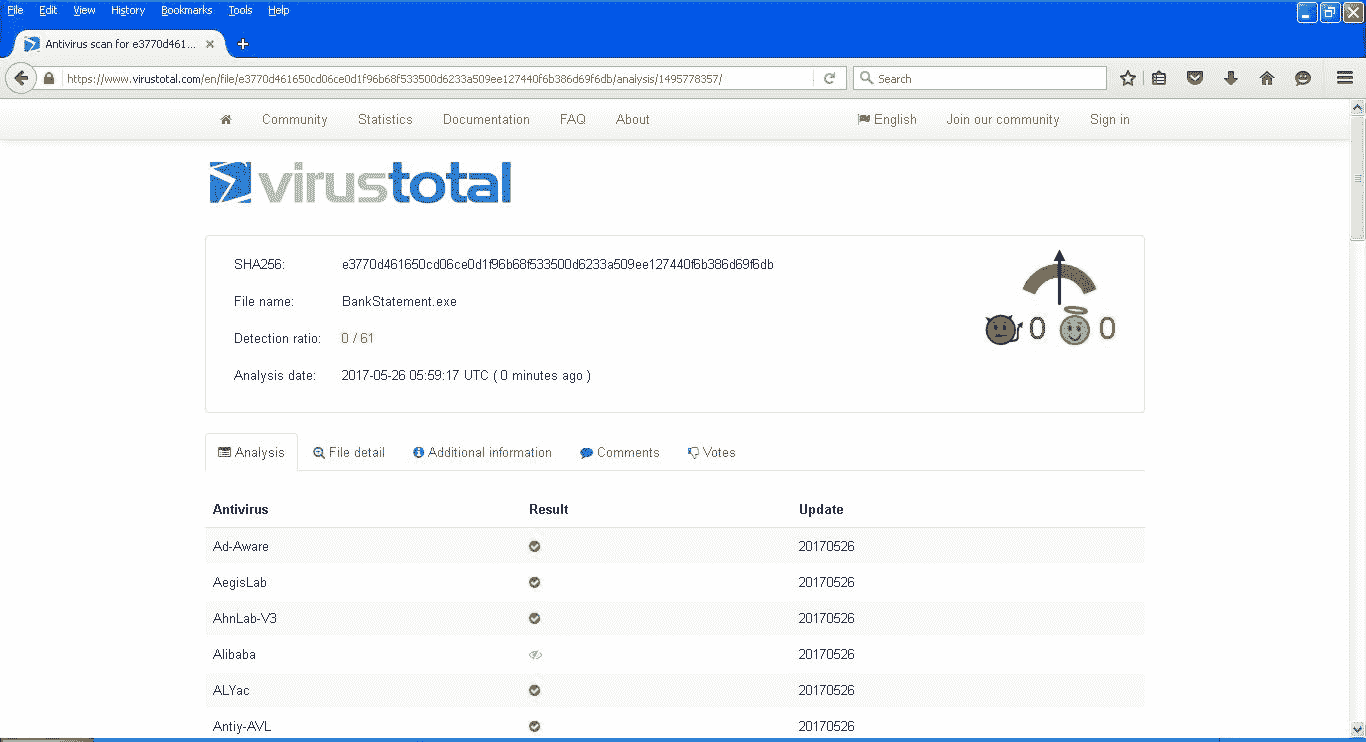 File Edit View History Bookmarks Tools Help
Antivirus scan for e3770d461...
https://www.virustotal.com/en/file/e3770d461650cd06ce0d1f96b68f533500d6233a509ee127440f6b386d69f6db/analysis/1495778357/
Search
Community Statistics Documentation FAQ About English Join our community Sign in
virustotal
SHA256: e3770d461650cd06ce0d1f96b68f533500d6233a509ee127440f6b386d69f6db
File name: BankStatement.exe
Detection ratio: 0 / 61
0 0
Analysis date: 2017-05-26 05:59:17 UTC ( 0 minutes ago )
Analysis File detail Additional information Comments Votes
Antivirus Result Update
Ad-Aware 20170526
AegisLab 20170526
AhnLab-V3 20170526
Alibaba 20170526
ALYac 20170526
Antiy-AVL 20170526